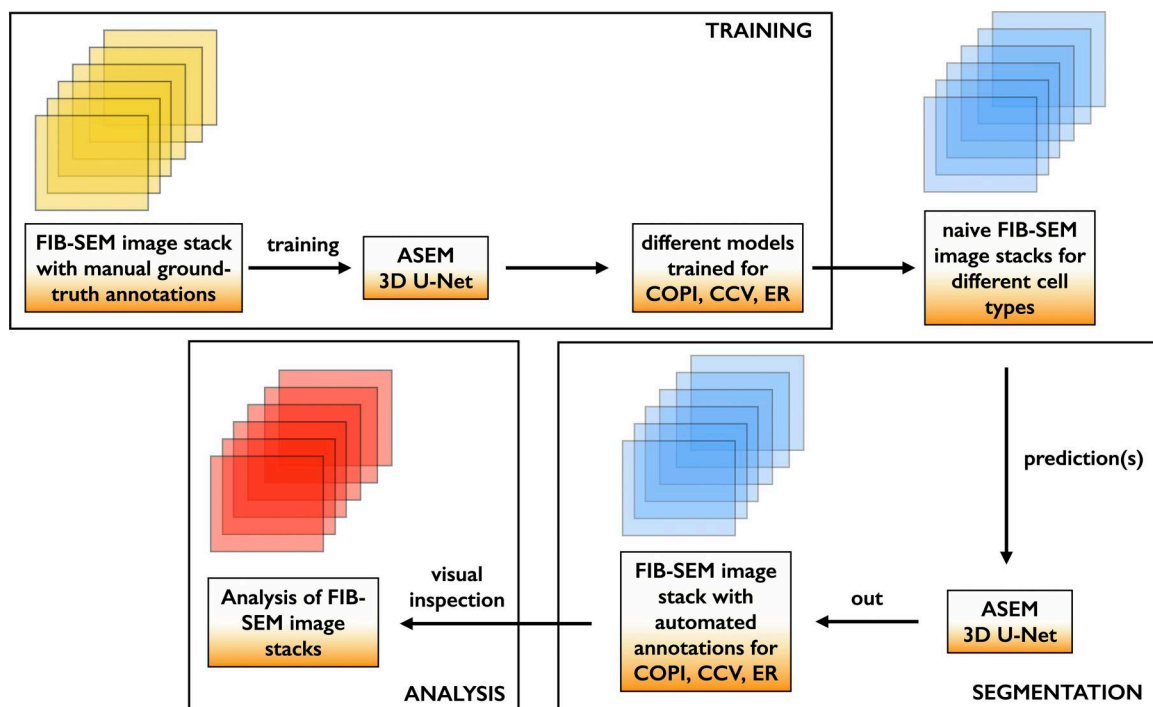 TRAINING
FIB-SEM image stack
with manual ground-
truth annotations
training
ASEM
3D U-Net
different models
trained for
COPI, CCV, ER
naive FIB-SEM
image stacks for
different cell
types
prediction(s)
ASEM
3D U-Net
out
FIB-SEM image
stack with
automated
annotations for
COPI, CCV, ER
SEGMENTATION
visual
inspection
Analysis of FIB-
SEM image
stacks
ANALYSIS